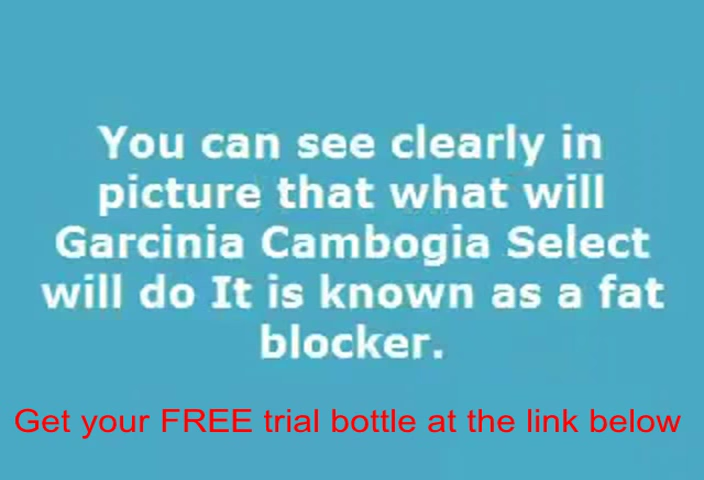 You can see clearly in
picture that what will
Garcinia Cambogia Select
will do It is known as a fat
blocker.
Get your FREE trial bottle at the link below